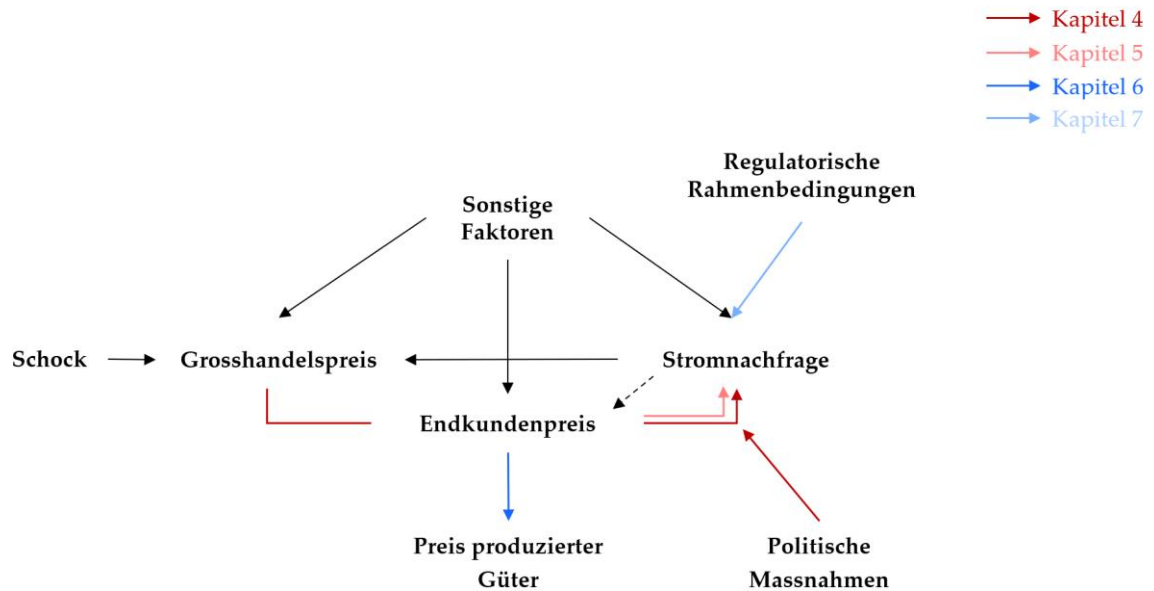 Kapitel 4
Kapitel 5
Kapitel 6
Kapitel 7
Regulatorische
Rahmenbedingungen
Sonstige
Faktoren
Schock
Grosshandelspreis
Stromnachfrage
Endkundenpreis
Preis produzierter
Güter
Politische
Massnahmen